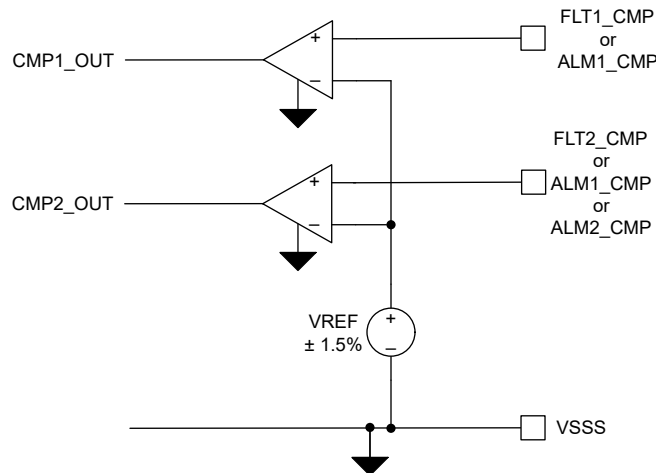 FLT1_CMP
or
ALM1_CMP
CMP1_OUT
+
–
FLT2_CMP
or
ALM1_CMP
or
ALM2_CMP
CMP2_OUT
+
–
VREF
± 1.5%
+
–
VSSS